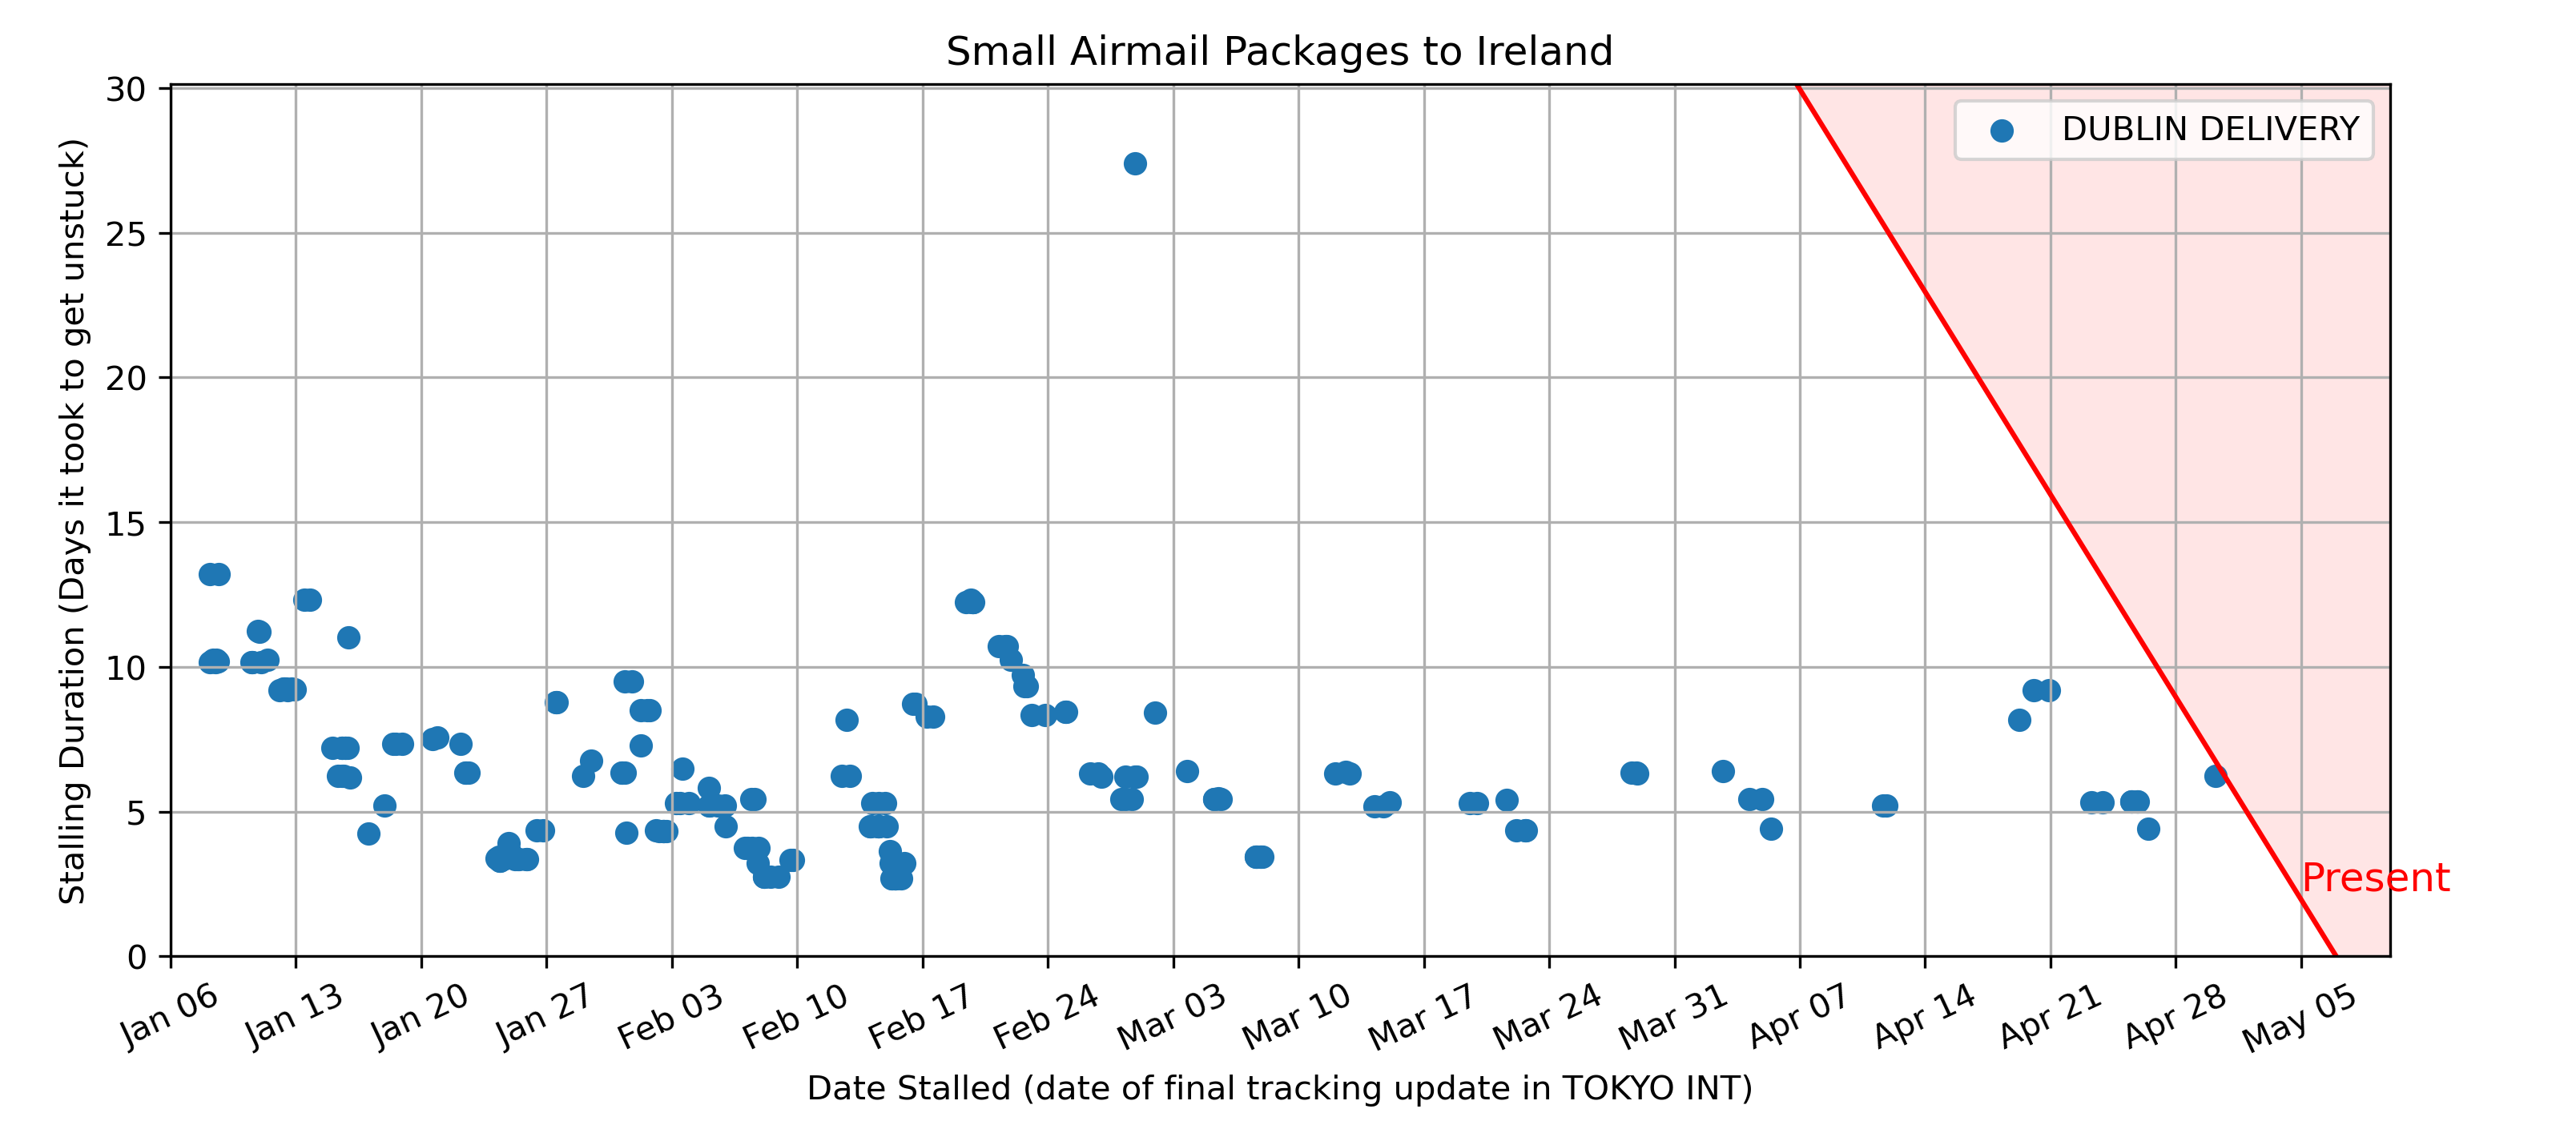 Small Airmail Packages to Ireland
Stalling Duration (Days it took to get unstuck)
30
25
20
15
10
5
0
DUBLIN DELIVERY
Present
Jan 06
Jan 13
Jan 20
Jan 27
Feb 03
Feb 10
Feb 17
Feb 24
Mar 03
Mar 10
Mar 17
Mar 24
Mar 31
Apr 07
Apr 14
Apr 21
Apr 28
May 05
Date Stalled (date of final tracking update in TOKYO INT)